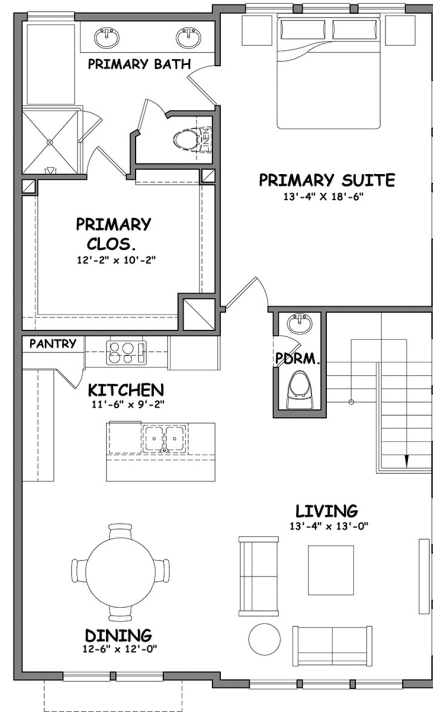 PRIMARY BATH
LINEN
PRIMARY SUITE
13'-4" X 18'-6"
PRIMARY
CLOS.
12'-2" x 10'-2"
PANTRY
PDRM.
KITCHEN
11'-6" x 9'-2"
LIVING
13'-4" x 13'-0"
DINING
12-6" x 12'-0"